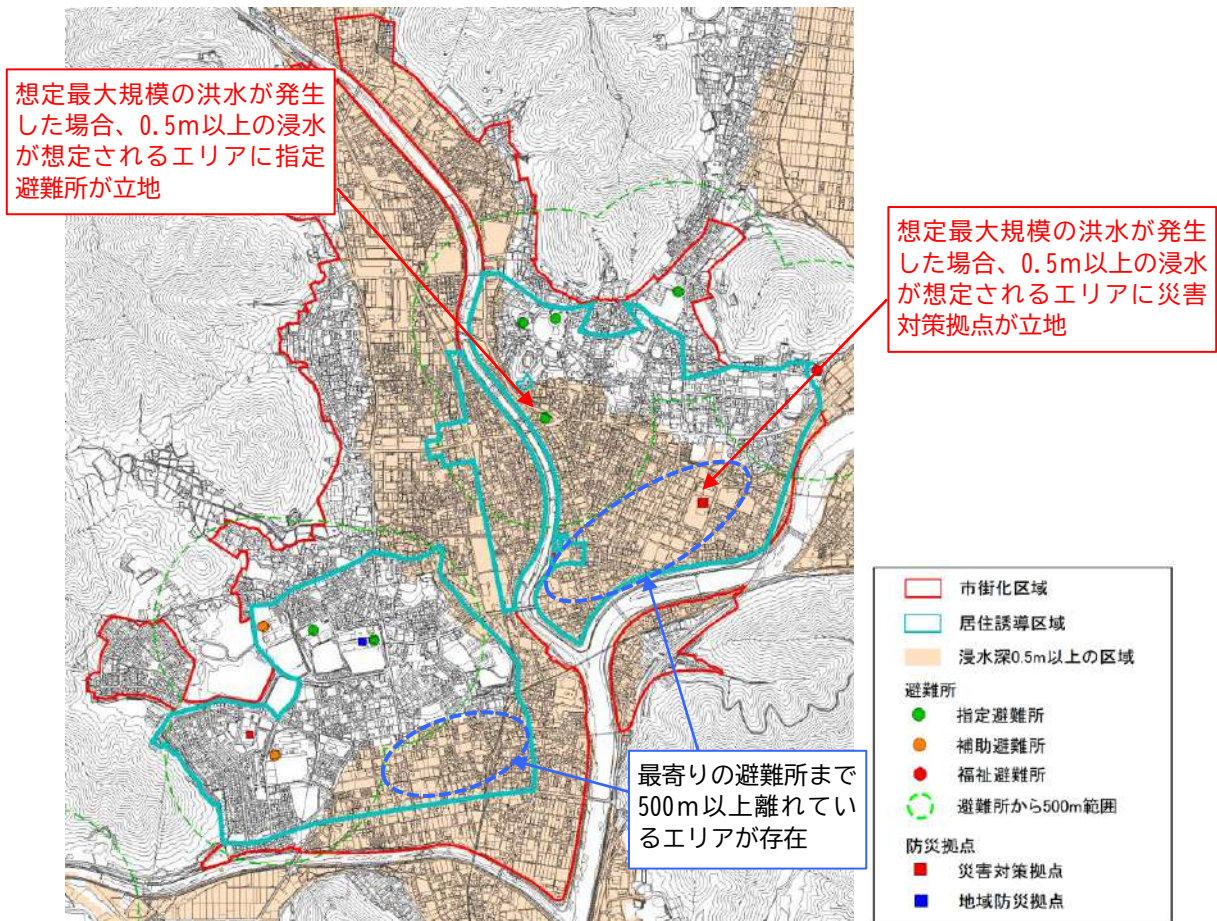 想定最大規模の洪水が発生
した場合、0.5m以上の浸水
が想定されるエリアに指定
避難所が立地
想定最大規模の洪水が発生
した場合、0.5m以上の浸水
が想定されるエリアに災害
対策拠点が立地
最寄りの避難所まで
500m以上離れてい
るエリアが存在
市街化区域
居住誘導区域
浸水深0.5m以上の区域
避難所
指定避難所
補助避難所
福祉避難所
避難所から500m範囲
防災拠点
災害対策拠点
地域防災拠点